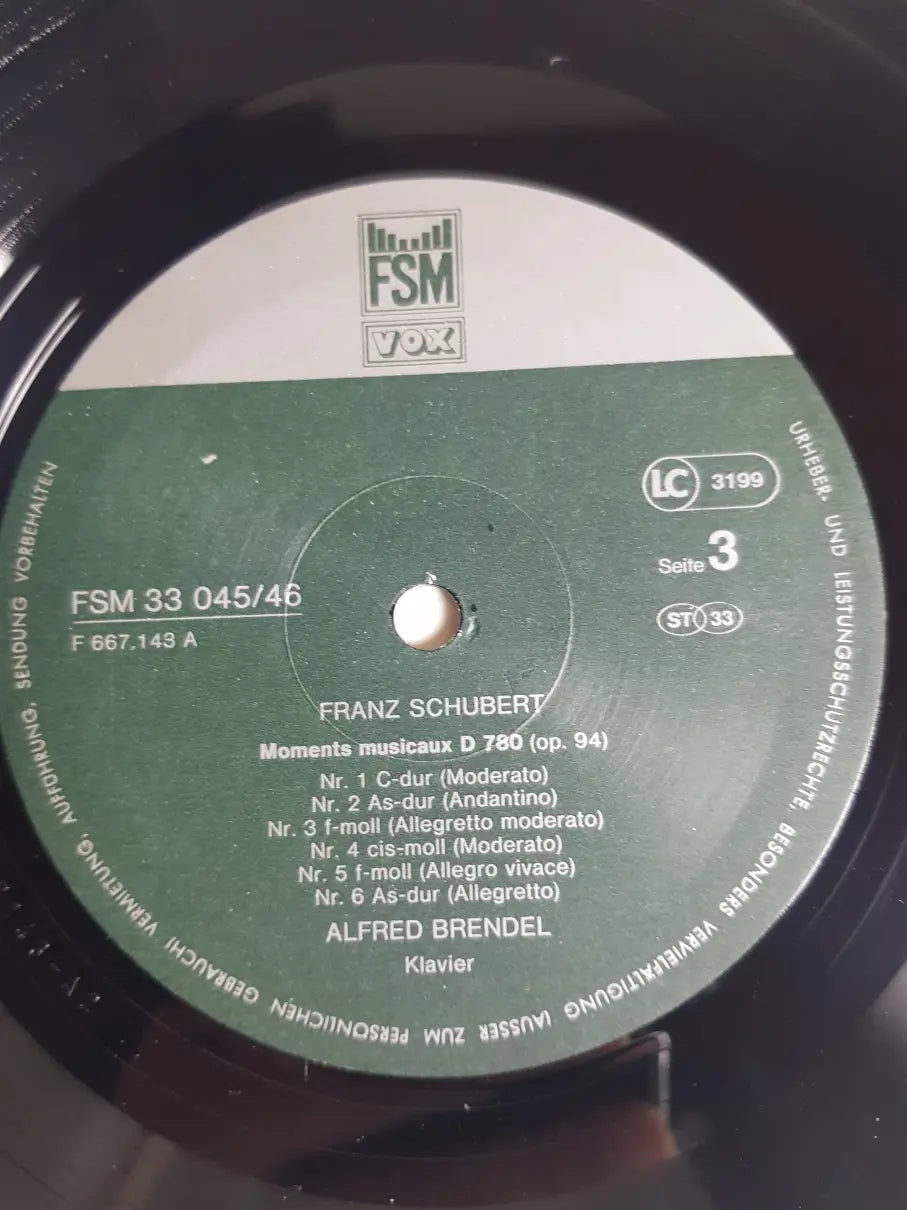 FSM
VOX
LC 3199
Seite 3
ST 33
FSM 33 045/46
F 667.143 A
FRANZ SCHUBERT
Moments musicaux D 780 (op. 94)
Nr. 1 C-dur (Moderato)
Nr. 2 As-dur (Andantino)
Nr. 3 f-moll (Allegretto moderato)
Nr. 4 cis-moll (Moderato)
Nr. 5 f-moll (Allegro vivace)
Nr. 6 As-dur (Allegretto)
ALFRED BRENDEL
Klavier
URHEBER- UND LEISTUNGSSCHUTZRECHTE, BESONDERS VERVIELFÄLTIGUNG (AUSSER ZUM PERSÖNLICHEN GEBRAUCH) VERMIETUNG, AUFFÜHRUNG, SENDUNG VORBEHALTEN